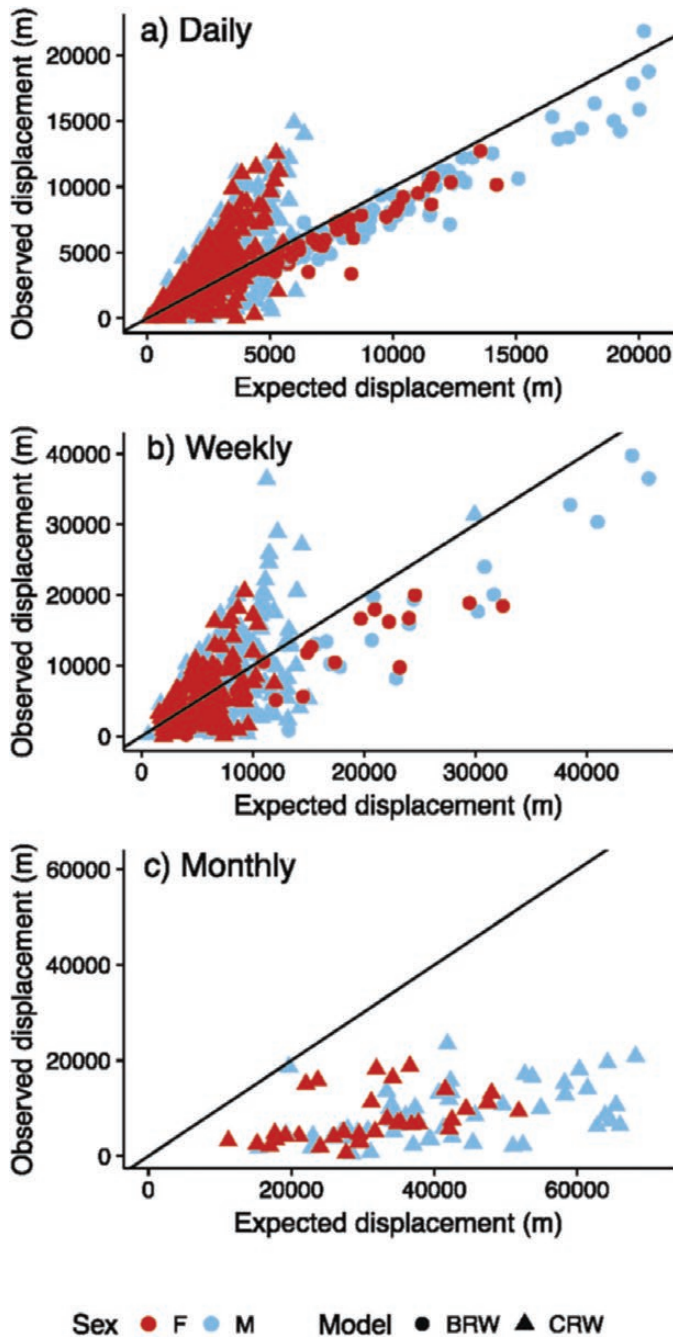 a) Daily
Observed displacement (m)
20000
15000
10000
5000
0
0 5000 10000 15000 20000
Expected displacement (m)
b) Weekly
Observed displacement (m)
40000
30000
20000
10000
0
0 10000 20000 30000 40000
Expected displacement (m)
c) Monthly
Observed displacement (m)
60000
40000
20000
0
0 20000 40000 60000
Expected displacement (m)
Sex F M Model BRW CRW